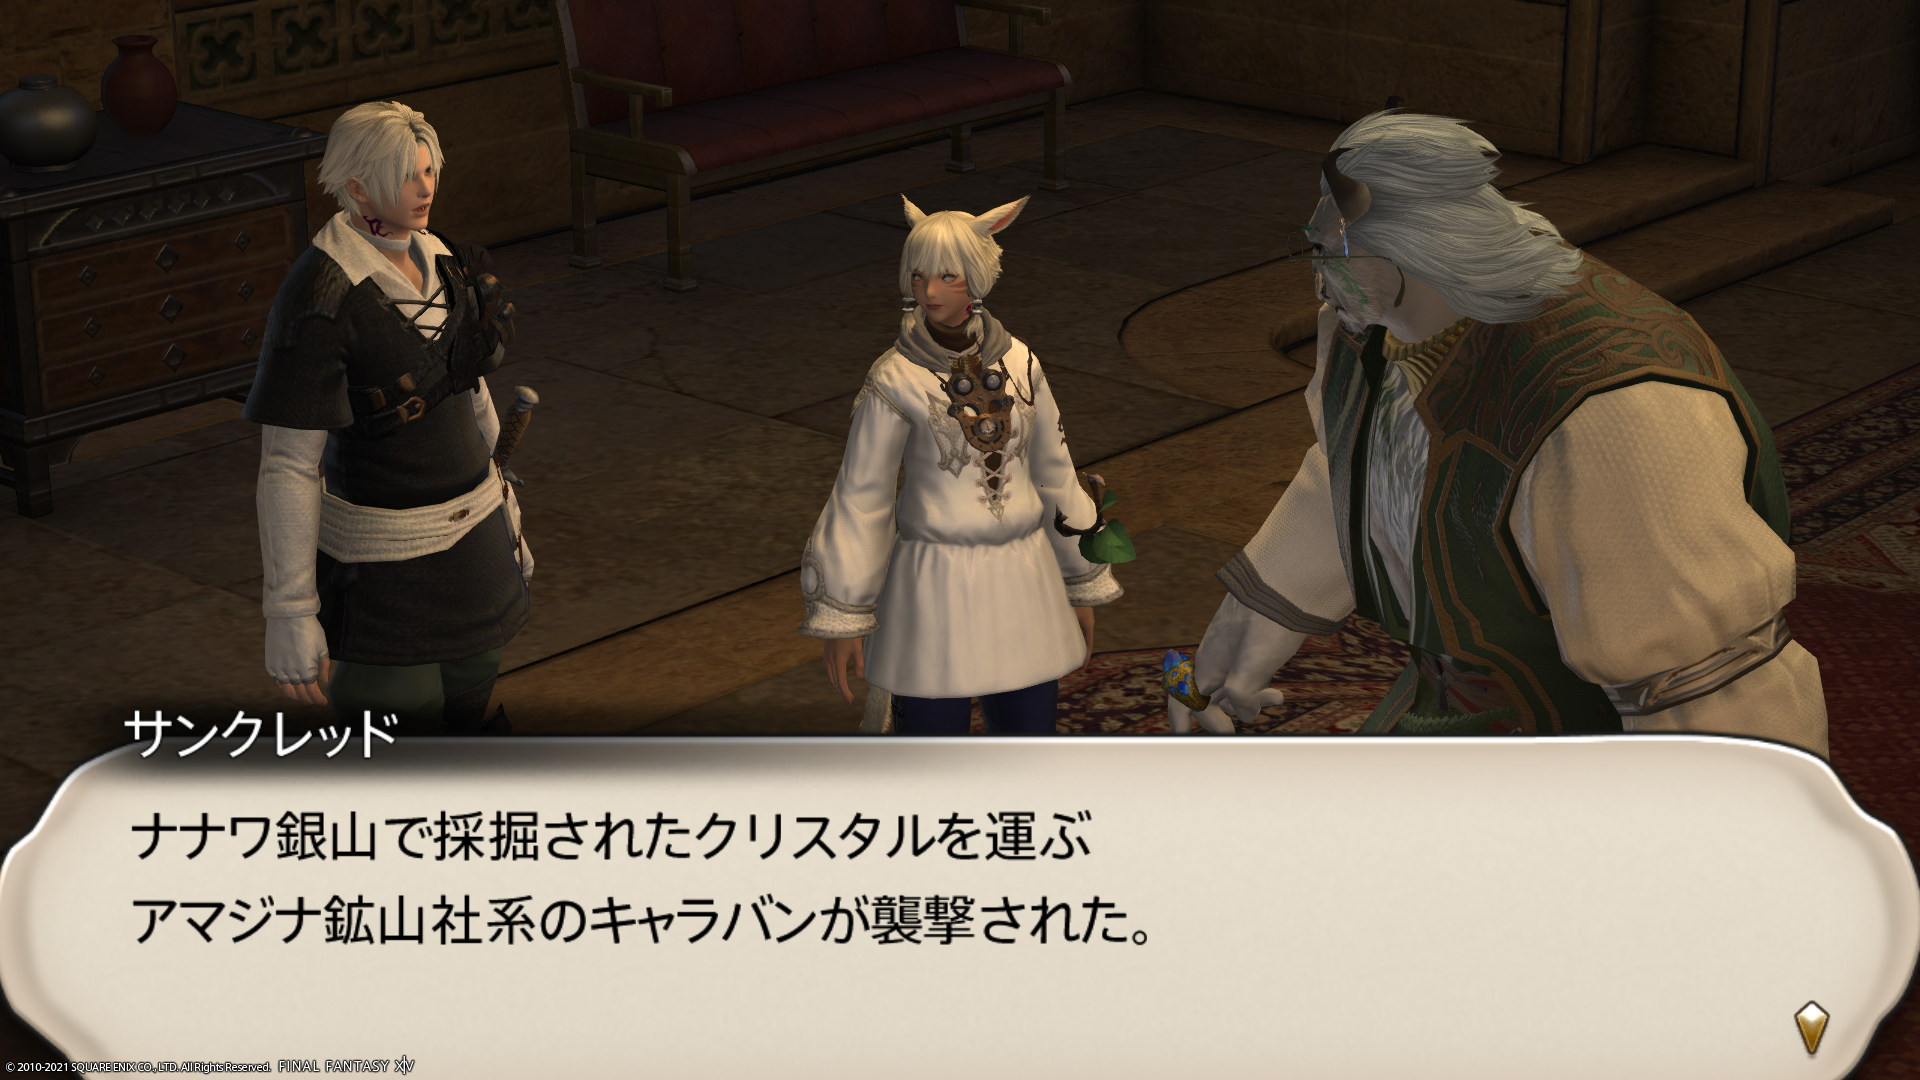 サンクレッド
ナナワ銀山で採掘されたクリスタルを運ぶ
アマジナ鉱山社系のキャラバンが襲撃された。
© 2010-2021 SQUARE ENIX CO., LTD. All Rights Reserved. FINAL FANTASY XIV